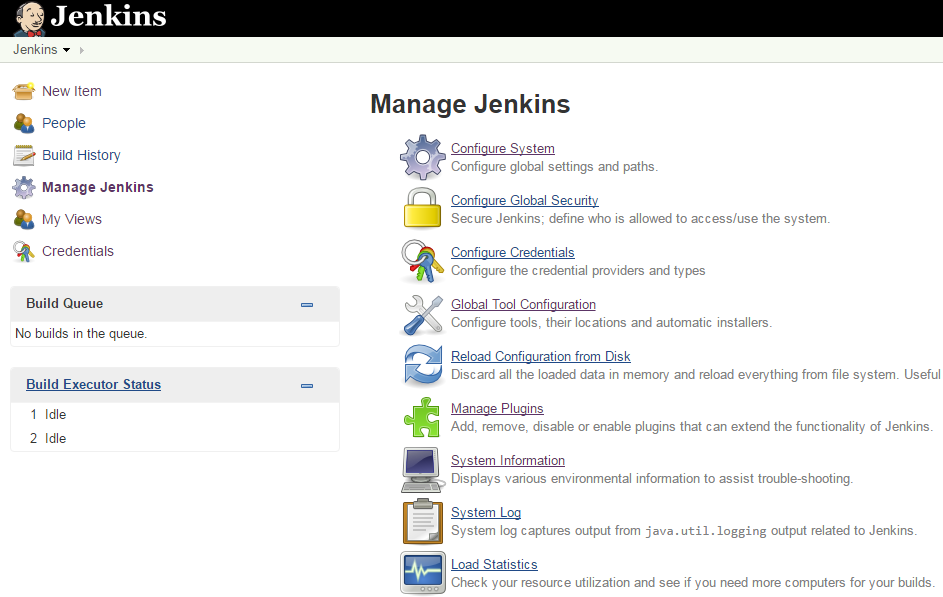 Jenkins
Jenkins
New Item
People
Build History
Manage Jenkins
My Views
Credentials
Build Queue
No builds in the queue.
Build Executor Status
1 Idle
2 Idle
Manage Jenkins
Configure System
Configure global settings and paths.
Configure Global Security
Secure Jenkins; define who is allowed to access/use the system.
Configure Credentials
Configure the credential providers and types
Global Tool Configuration
Configure tools, their locations and automatic installers.
Reload Configuration from Disk
Discard all the loaded data in memory and reload everything from file system. Useful
Manage Plugins
Add, remove, disable or enable plugins that can extend the functionality of Jenkins.
System Information
Displays various environmental information to assist trouble-shooting.
System Log
System log captures output from java.util.logging output related to Jenkins.
Load Statistics
Check your resource utilization and see if you need more computers for your builds.